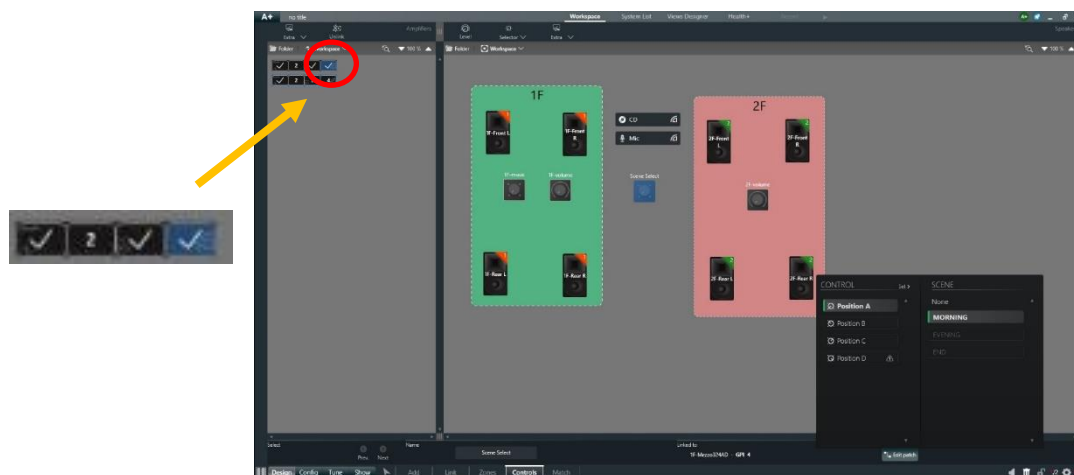 A+ no title Workspace System List Views Designer Health+
Extra Unlink Amplifiers Level Selector Extra Speake
Folder Workspace 100 % Folder Workspace 100 %
2
2 4
2
1F
2F
CD
Mic
1F-Front L
1F-Front R
2F-Front L
2F-Front R
1F-volume
Scene Select
2F-volume
1F-Rear L
1F-Rear R
2F-Rear L
2F-Rear R
CONTROL Set > SCENE
Position A None
MORNING
Position B
EVENING
Position C
END
Position D
Select Prev Next Name Scene Select Linked to
1F-Mezzo324AD - GPI 4 Edit patch
Design Config Tune Show Add Link Zones Controls Match